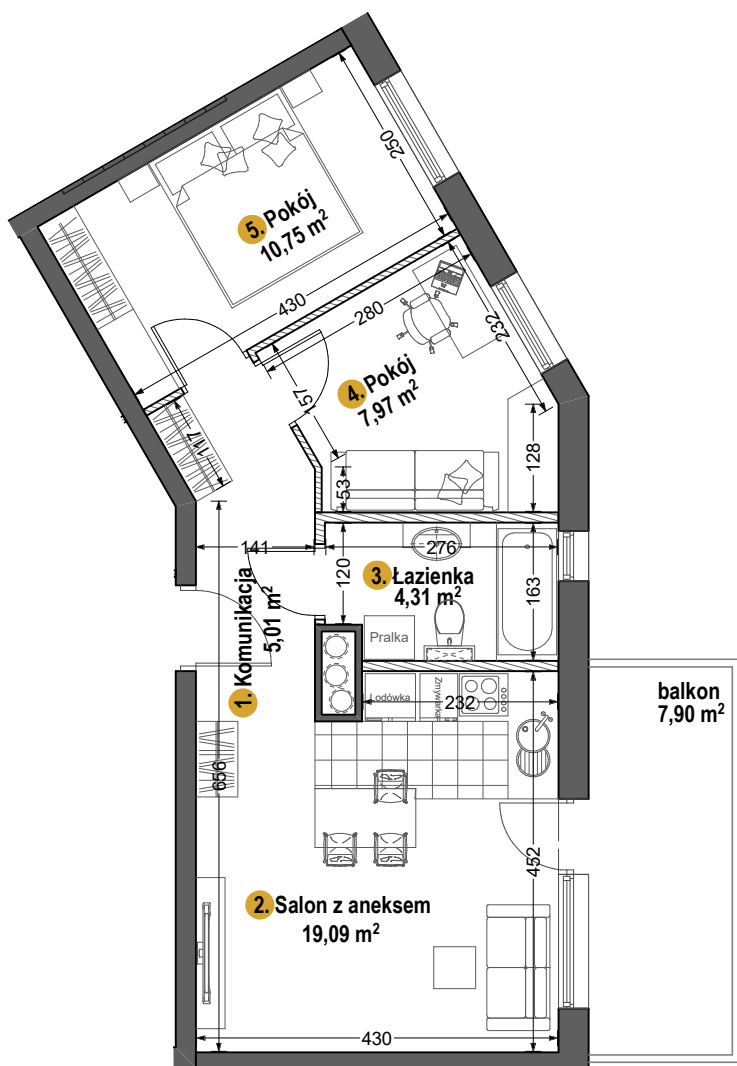 250
5. Pokój
10,75 m²
430
280
232
4. Pokój
7,97 m²
157
117
128
53
141
276
120
163
3. Łazienka
4,31 m²
1. Komunikacja
5,01 m²
Pralka
Lodówka
Zmywarka
232
balkon
7,90 m²
656
452
2. Salon z aneksem
19,09 m²
430